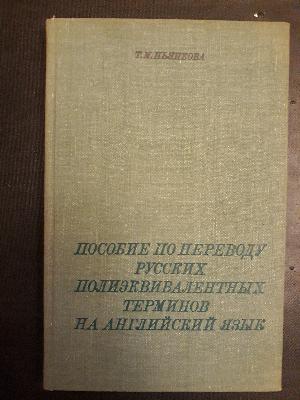 Т. М. ПЬЯНКОВА
ПОСОБИЕ ПО ПЕРЕВОДУ
РУССКИХ
ПОЛИЭКВИВАЛЕНТНЫХ
ТЕРМИНОВ
НА АНГЛИЙСКИЙ ЯЗЫК